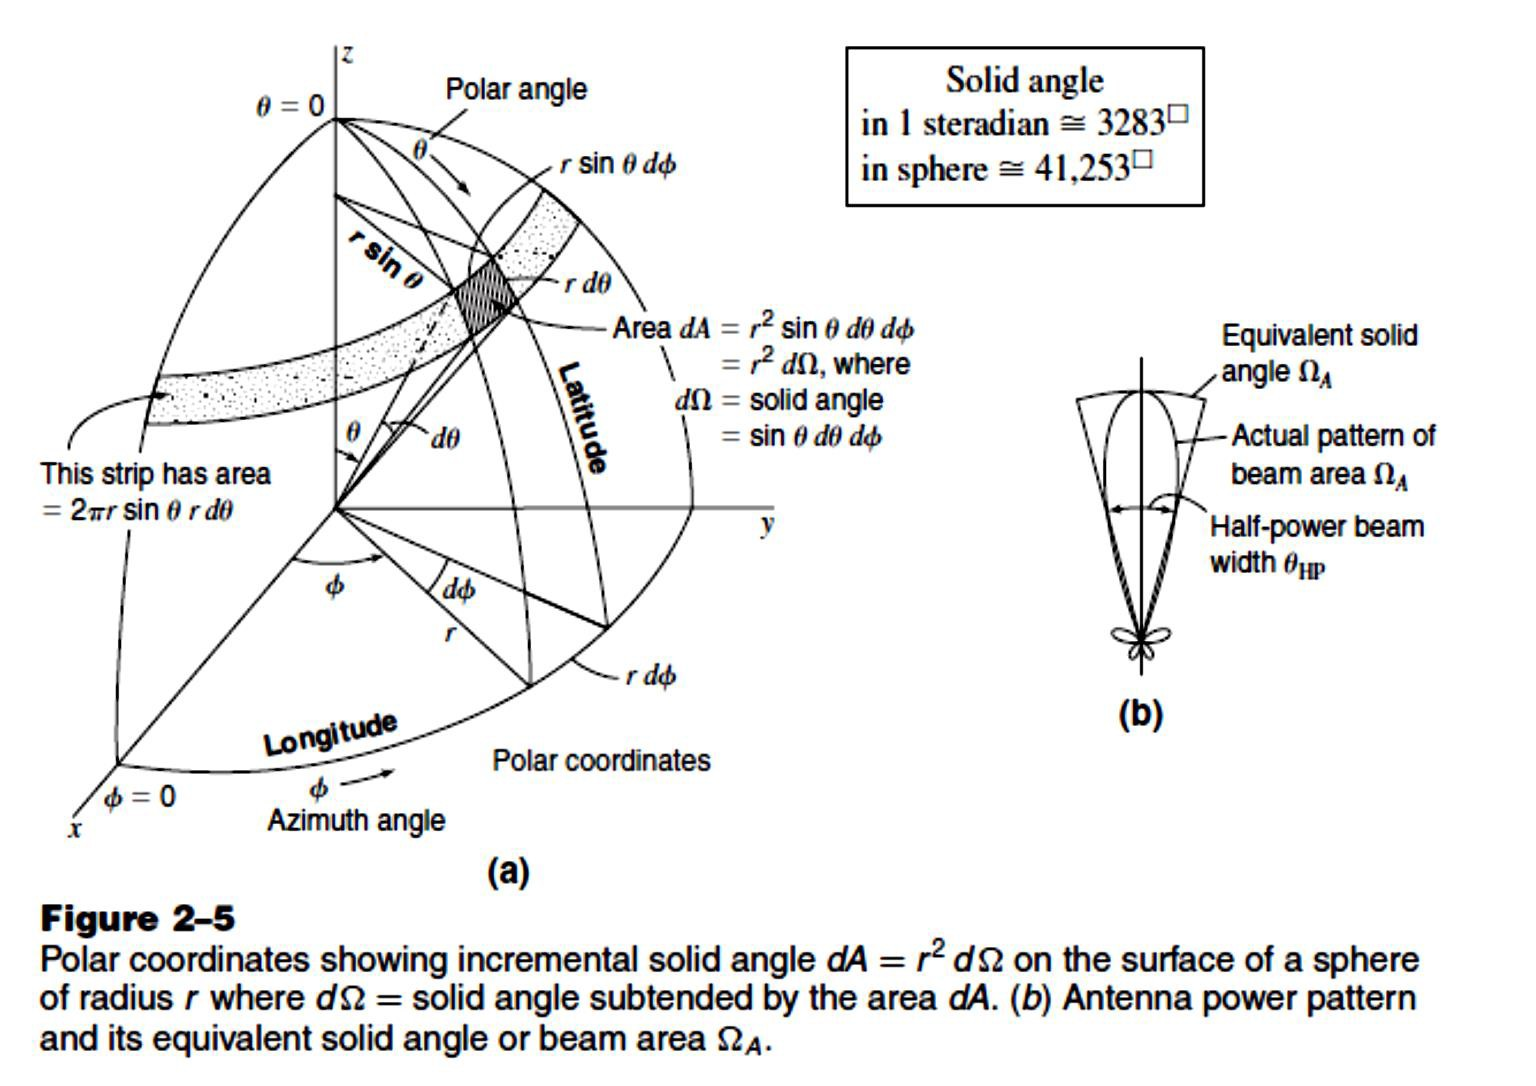 z
θ = 0
Polar angle
θ
r sin θ dϕ
r sin θ
r dθ
Area dA = r² sin θ dθ dϕ
= r² dΩ, where
dΩ = solid angle
= sin θ dθ dϕ
Latitude
θ
dθ
This strip has area
= 2πr sin θ r dθ
y
ϕ
dϕ
r
r dϕ
Longitude
Polar coordinates
ϕ = 0
ϕ
x
Azimuth angle
(a)
Solid angle
in 1 steradian ≅ 3283□
in sphere ≅ 41,253□
Equivalent solid
angle Ω_A
Actual pattern of
beam area Ω_A
Half-power beam
width θ_HP
(b)
Figure 2–5
Polar coordinates showing incremental solid angle dA = r² dΩ on the surface of a sphere
of radius r where dΩ = solid angle subtended by the area dA. (b) Antenna power pattern
and its equivalent solid angle or beam area Ω_A.